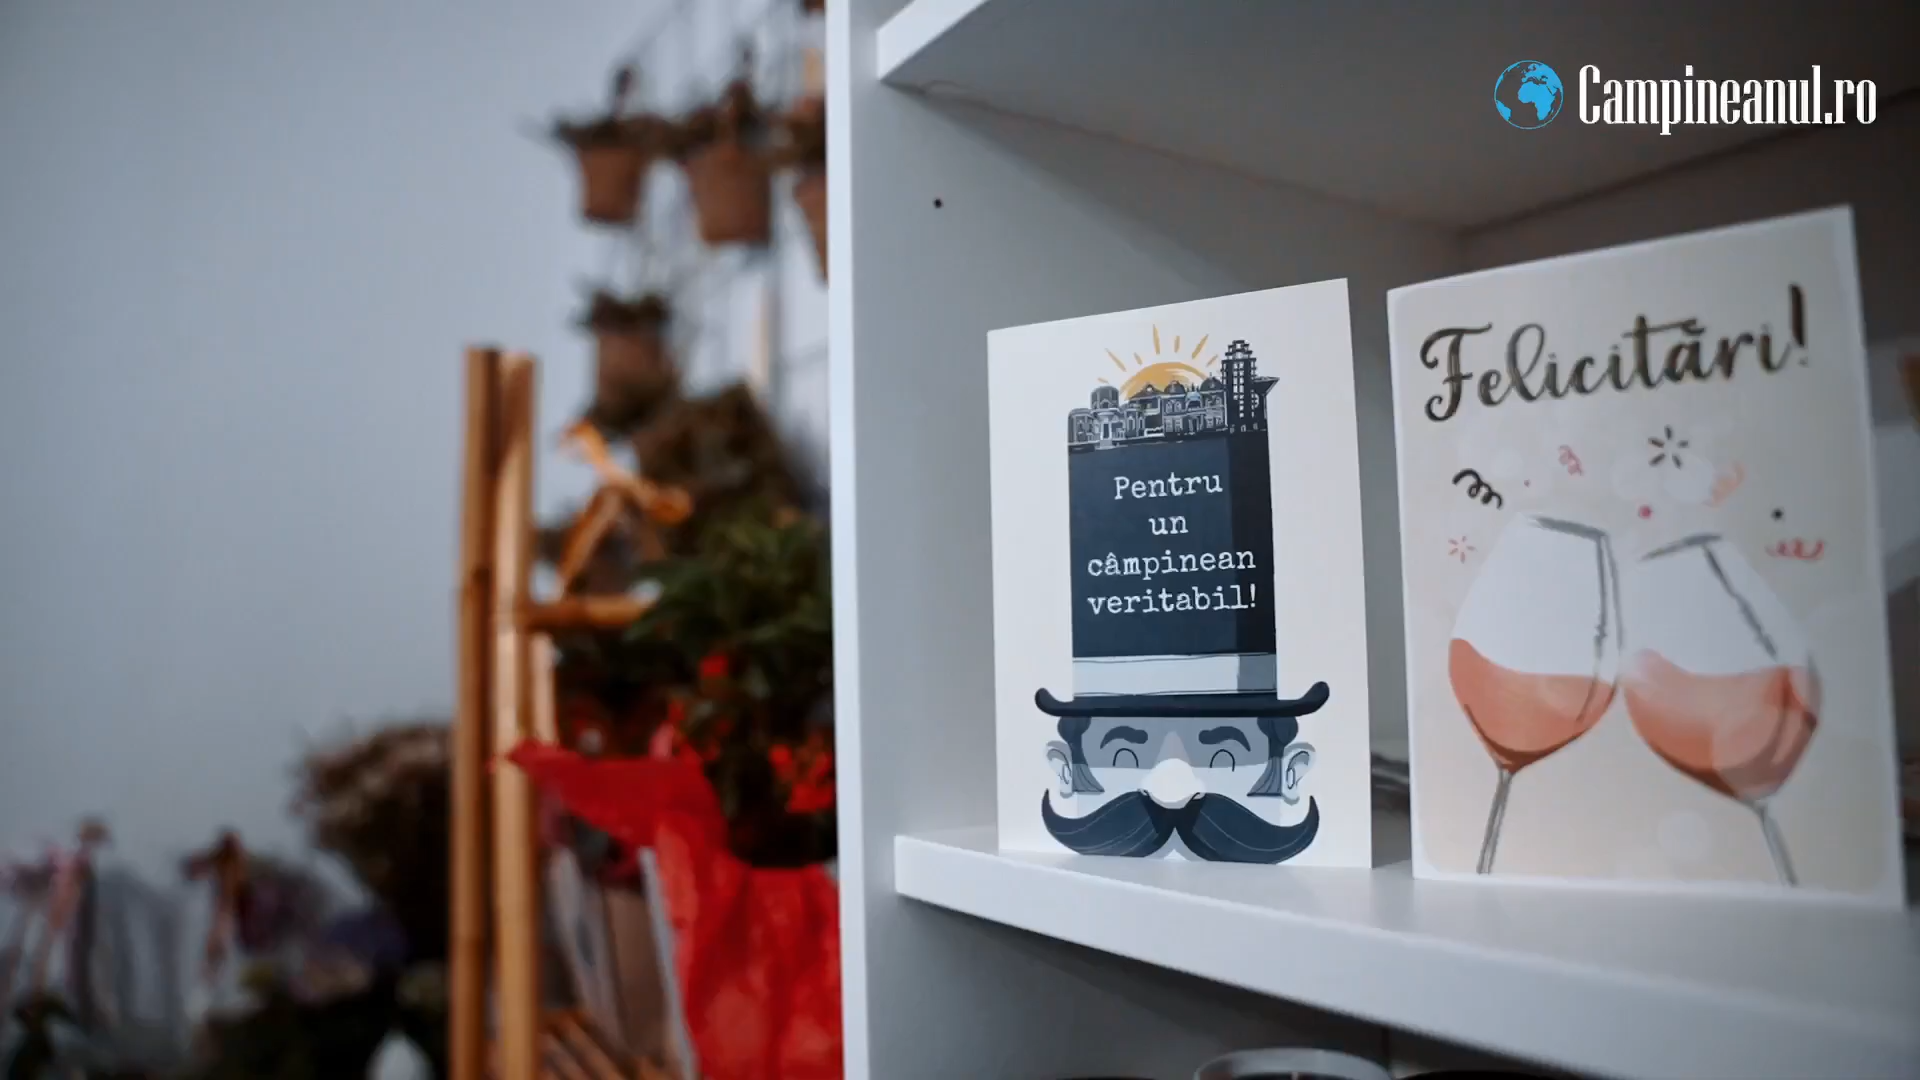 Campineanul.ro
Pentru
un
câmpinean
veritabil!
Felicitări!